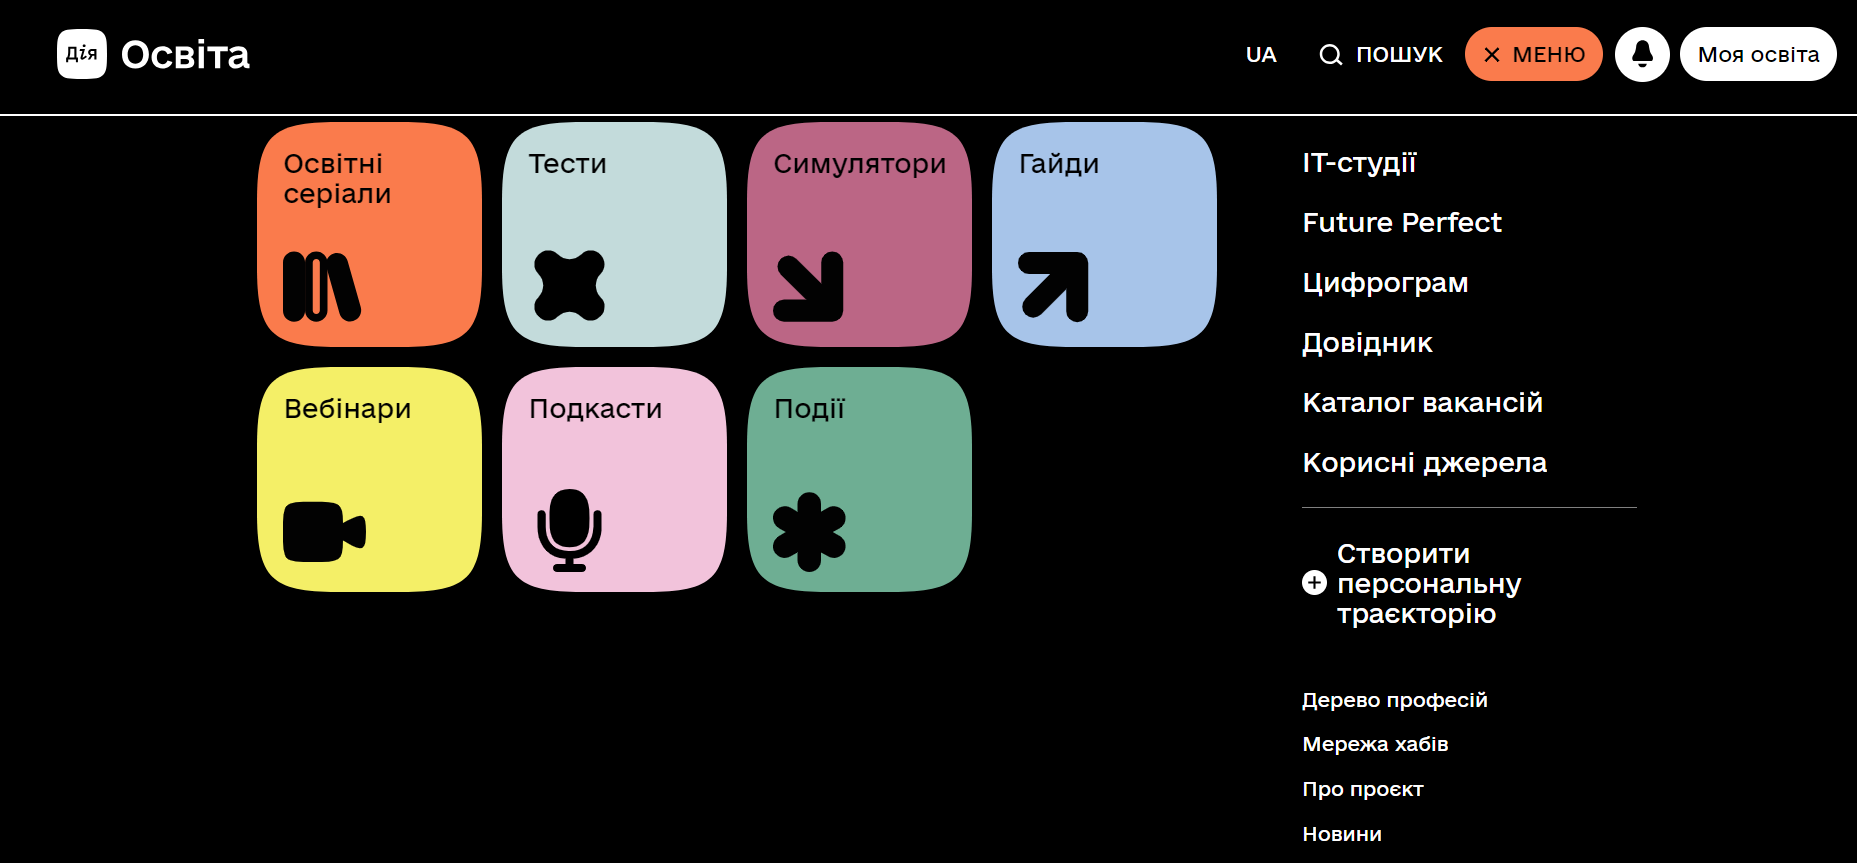 Дія Освіта
UA ПОШУК МЕНЮ Моя освіта
Освітні
серіали
Тести
Симулятори
Гайди
Вебінари
Подкасти
Події
ІТ-студії
Future Perfect
Цифрограм
Довідник
Каталог вакансій
Корисні джерела
Створити
персональну
траєкторію
Дерево професій
Мережа хабів
Про проєкт
Новини